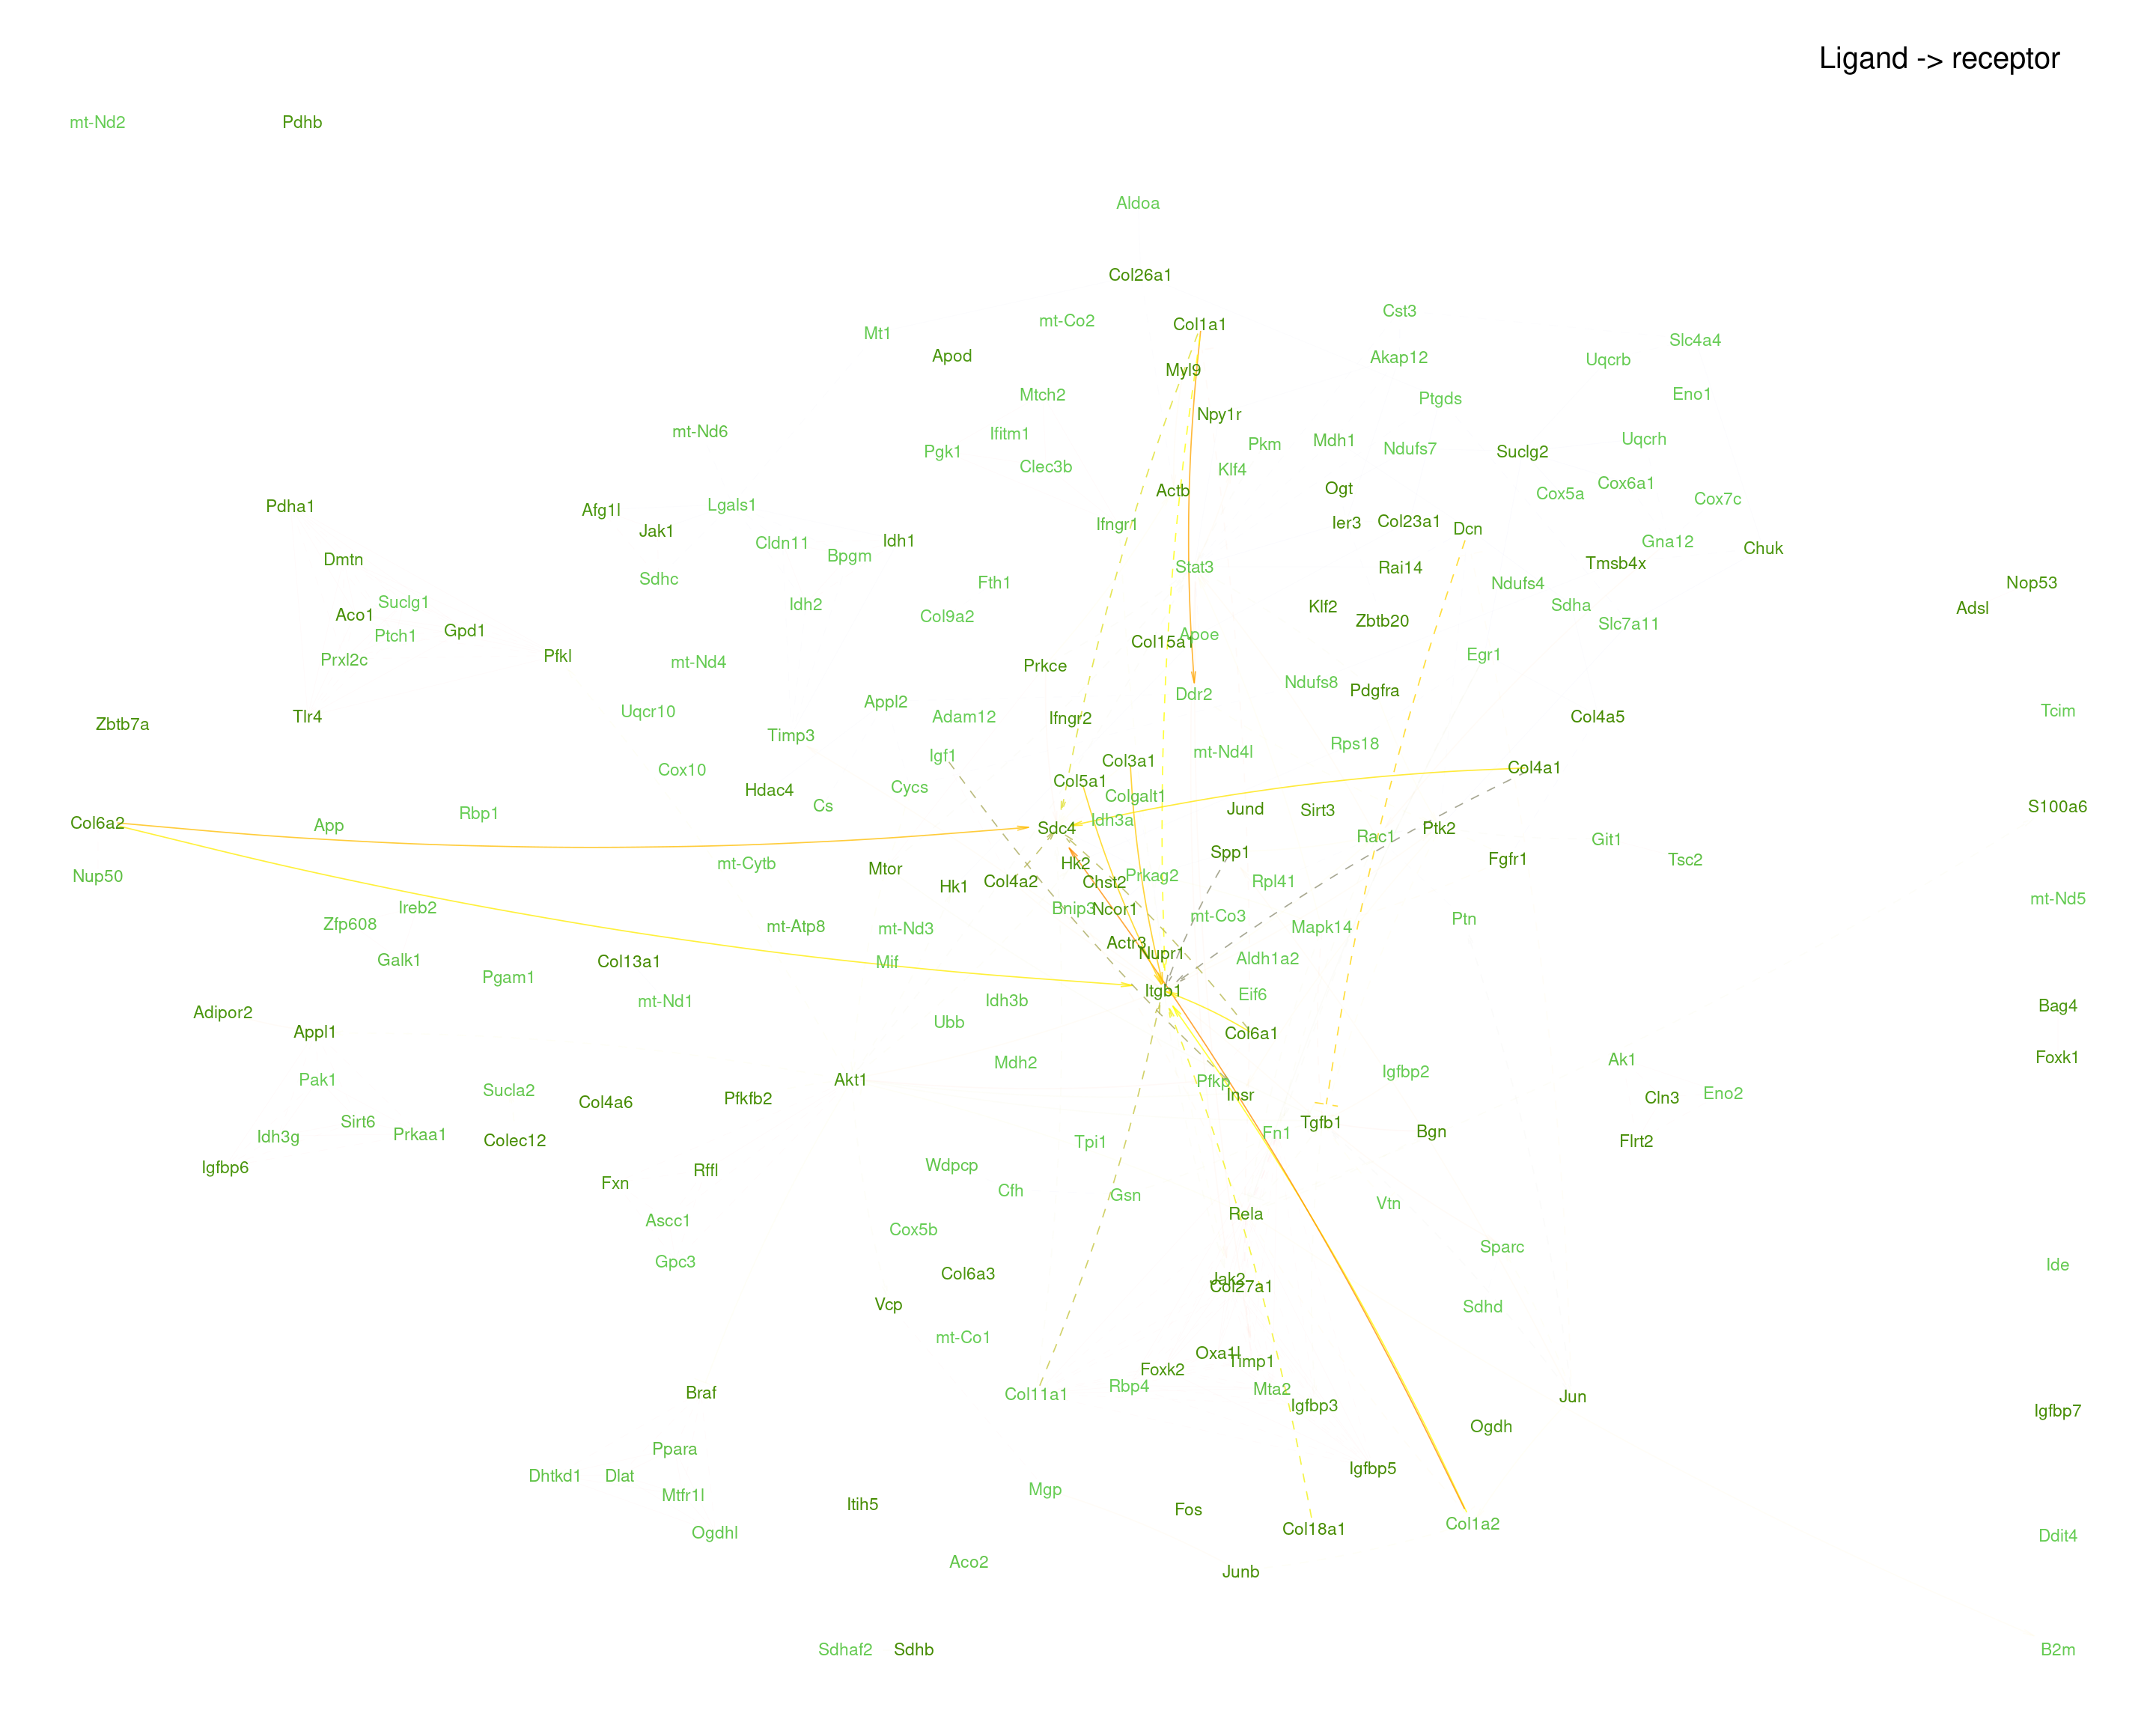 Ligand -> receptor
mt-Nd2 Pdhb
Aldoa
Col26a1
Cst3
mt-Co2 Col1a1
Mt1 Slc4a4
Apod Akap12 Uqcrb
Myl9
Mtch2 Ptgds Eno1
Npy1r
mt-Nd6 Ifitm1 Pkm Mdh1 Uqcrh
Pgk1 Ndufs7 Suclg2
Clec3b Klf4
Actb Ogt Cox5a Cox6a1 Cox7c
Pdha1 Afg1l Lgals1
Jak1 Ifngr1 Ier3 Col23a1 Dcn
Cldn11 Bpgm Idh1 Gna12 Chuk
Dmtn Stat3 Rai14 Tmsb4x
Sdhc Fth1 Ndufs4 Nop53
Suclg1 Idh2 Klf2 Sdha Adsl
Aco1 Col9a2 Zbtb20 Slc7a11
Ptch1 Gpd1 Col15a1 Apoe
Prxl2c Pfkl mt-Nd4 Prkce Egr1
Ddr2 Ndufs8 Pdgfra
Zbtb7a Tlr4 Uqcr10 Appl2 Adam12 Ifngr2 Col4a5 Tcim
Timp3 Rps18
Igf1 Col3a1 mt-Nd4l
Cox10 Col5a1 Col4a1
Hdac4 Cycs Colgalt1
Rbp1 Cs Jund Sirt3 S100a6
Col6a2 App Sdc4 Idh3a Ptk2
Rac1 Git1
mt-Cytb Mtor Hk2 Spp1 Fgfr1 Tsc2
Nup50 Hk1 Col4a2 Chst2 Prkag2 Rpl41
Ireb2 Bnip3 Ncor1 mt-Co3 mt-Nd5
Zfp608 mt-Atp8 mt-Nd3 Mapk14 Ptn
Galk1 Col13a1 Mif Actr3 Nupr1 Aldh1a2
Pgam1 Itgb1 Eif6
Adipor2 mt-Nd1 Idh3b Bag4
Appl1 Ubb Col6a1
Mdh2 Igfbp2 Ak1 Foxk1
Pak1 Sucla2 Akt1 Pfkp
Col4a6 Pfkfb2 Insr Cln3 Eno2
Sirt6 Tgfb1
Idh3g Prkaa1 Colec12 Tpi1 Fn1 Bgn Flrt2
Igfbp6 Rffl Wdpcp
Fxn Cfh Gsn Vtn
Ascc1 Cox5b Rela
Gpc3 Col6a3 Sparc Ide
Jak2
Col27a1
Vcp Sdhd
mt-Co1
Oxa1l
Foxk2 Timp1
Braf Col11a1 Rbp4 Mta2 Jun
Igfbp3 Igfbp7
Ogdh
Ppara
Dhtkd1 Dlat Igfbp5
Mtfr1l Mgp
Itih5 Fos
Ogdhl Col18a1 Col1a2 Ddit4
Aco2 Junb
Sdhaf2 Sdhb B2m